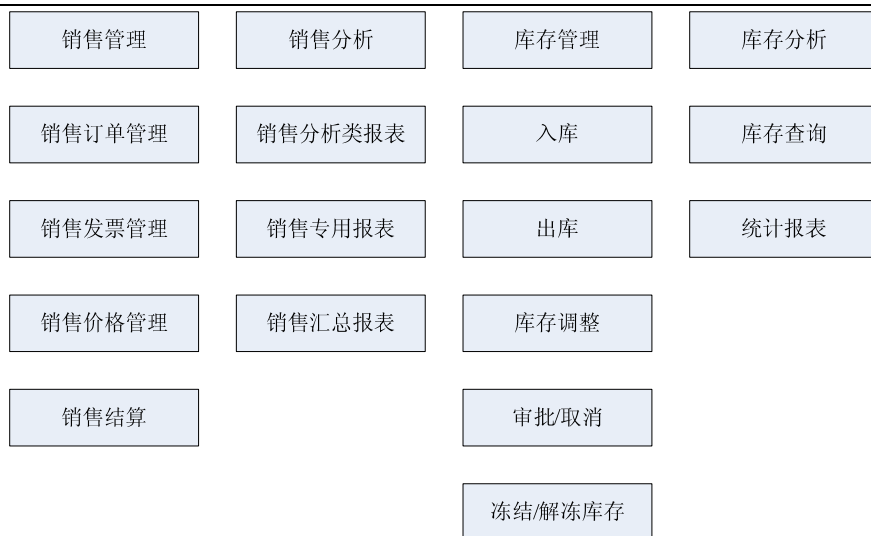 销售管理
销售分析
库存管理
库存分析
销售订单管理
销售分析类报表
入库
库存查询
销售发票管理
销售专用报表
出库
统计报表
销售价格管理
销售汇总报表
库存调整
销售结算
审批/取消
冻结/解冻库存